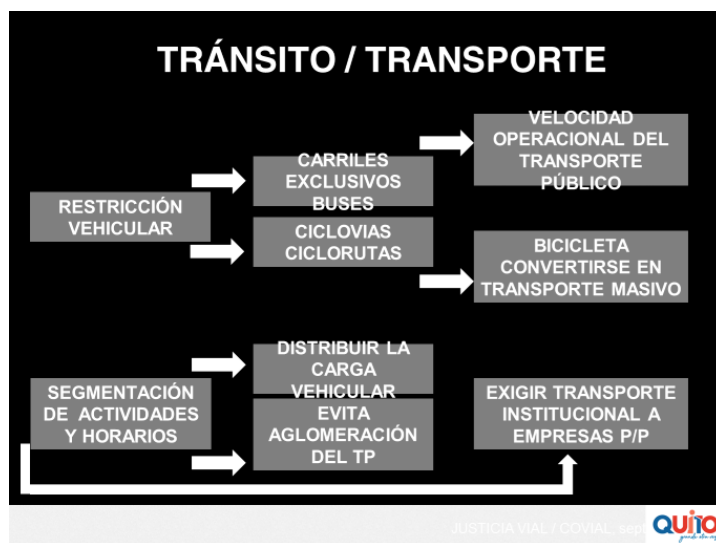 TRÁNSITO / TRANSPORTE
VELOCIDAD
OPERACIONAL DEL
TRANSPORTE
PÚBLICO
CARRILES
EXCLUSIVOS
BUSES
RESTRICCIÓN
VEHICULAR
CICLOVIAS
CICLORUTAS
BICICLETA
CONVERTIRSE EN
TRANSPORTE MASIVO
DISTRIBUIR LA
CARGA
VEHICULAR
SEGMENTACIÓN
DE ACTIVIDADES
Y HORARIOS
EVITA
AGLOMERACIÓN
DEL TP
EXIGIR TRANSPORTE
INSTITUCIONAL A
EMPRESAS P/P
JUSTICIA VIAL / COVIAL, sep
QUITO